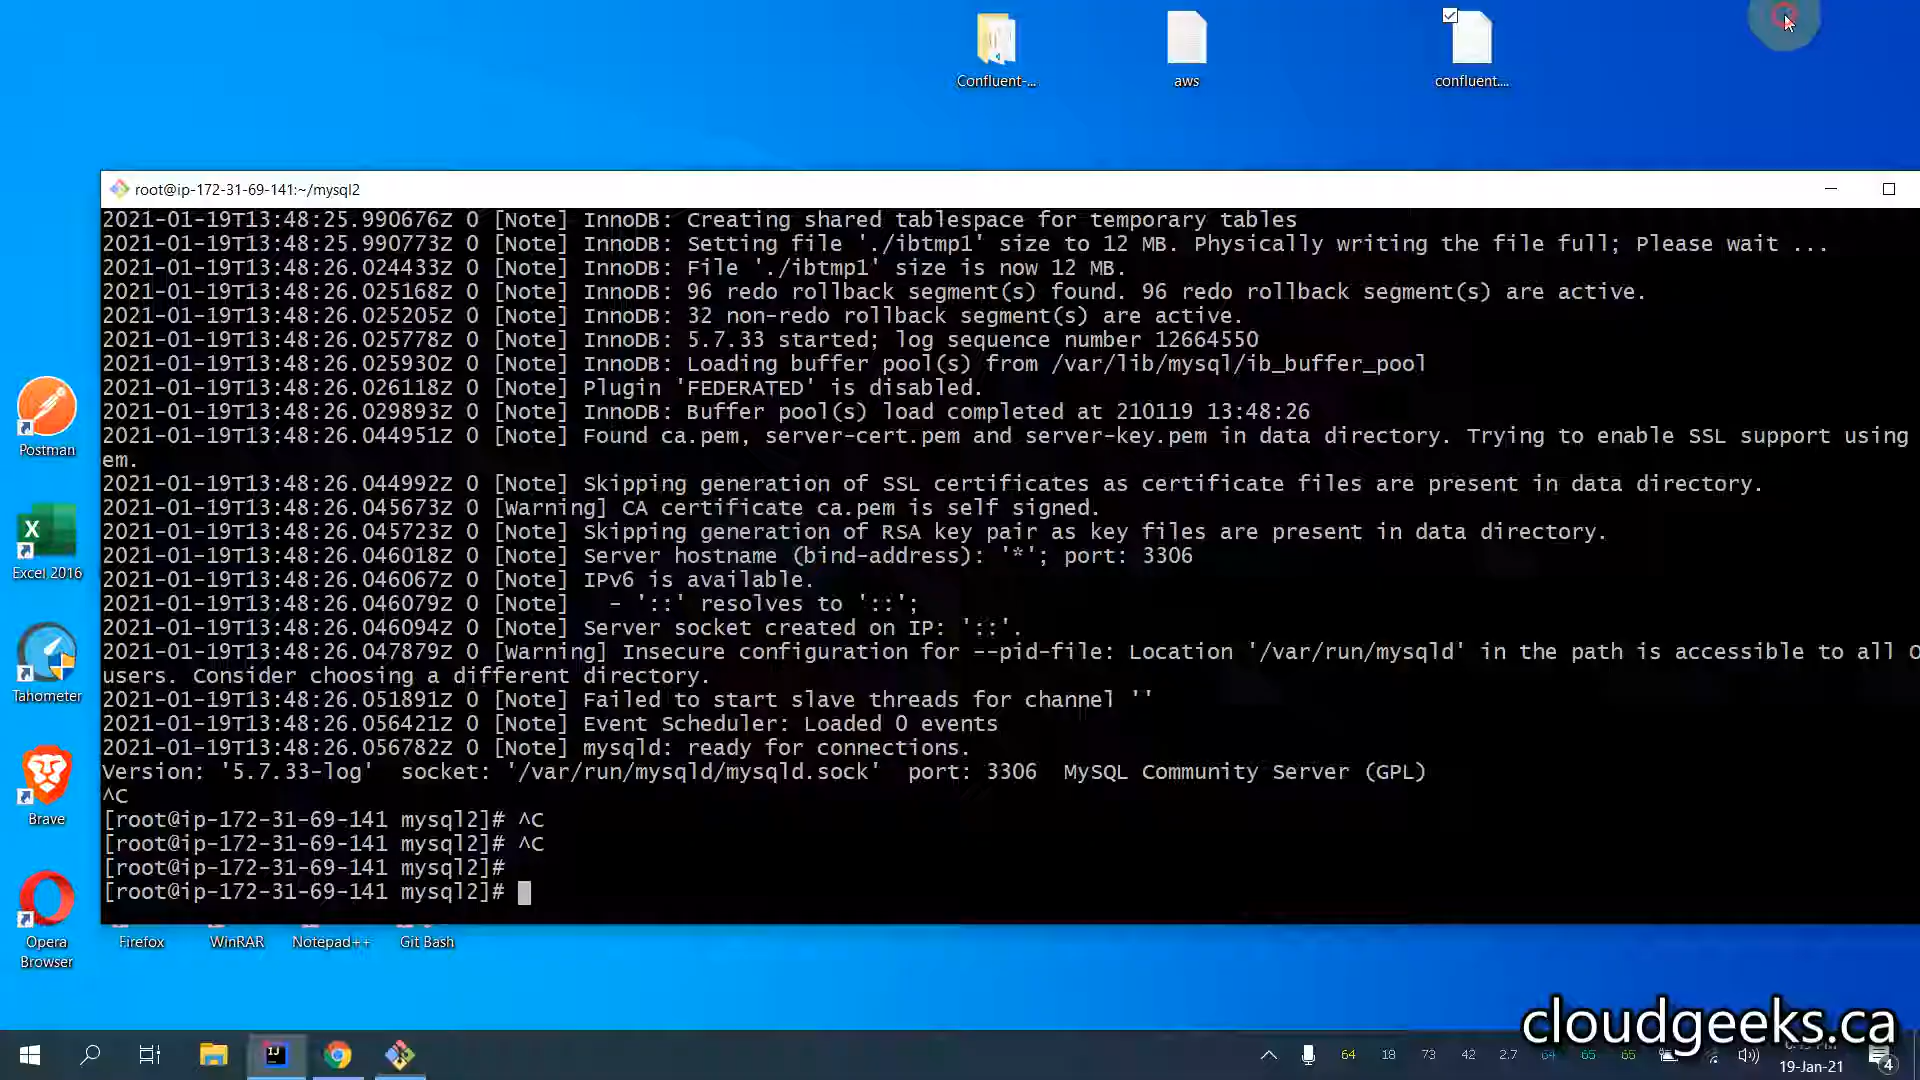 Confluent-...
aws
confluent....
root@ip-172-31-69-141:~/mysql2
2021-01-19T13:48:25.990676Z 0 [Note] InnoDB: Creating shared tablespace for temporary tables
2021-01-19T13:48:25.990773Z 0 [Note] InnoDB: Setting file './ibtmp1' size to 12 MB. Physically writing the file full; Please wait ...
2021-01-19T13:48:26.024433Z 0 [Note] InnoDB: File './ibtmp1' size is now 12 MB.
2021-01-19T13:48:26.025168Z 0 [Note] InnoDB: 96 redo rollback segment(s) found. 96 redo rollback segment(s) are active.
2021-01-19T13:48:26.025205Z 0 [Note] InnoDB: 32 non-redo rollback segment(s) are active.
2021-01-19T13:48:26.025778Z 0 [Note] InnoDB: 5.7.33 started; log sequence number 12664550
2021-01-19T13:48:26.025930Z 0 [Note] InnoDB: Loading buffer pool(s) from /var/lib/mysql/ib_buffer_pool
2021-01-19T13:48:26.026118Z 0 [Note] Plugin 'FEDERATED' is disabled.
2021-01-19T13:48:26.029893Z 0 [Note] InnoDB: Buffer pool(s) load completed at 210119 13:48:26
2021-01-19T13:48:26.044951Z 0 [Note] Found ca.pem, server-cert.pem and server-key.pem in data directory. Trying to enable SSL support using
em.
2021-01-19T13:48:26.044992Z 0 [Note] Skipping generation of SSL certificates as certificate files are present in data directory.
2021-01-19T13:48:26.045673Z 0 [Warning] CA certificate ca.pem is self signed.
2021-01-19T13:48:26.045723Z 0 [Note] Skipping generation of RSA key pair as key files are present in data directory.
2021-01-19T13:48:26.046018Z 0 [Note] Server hostname (bind-address): '*'; port: 3306
2021-01-19T13:48:26.046067Z 0 [Note] IPv6 is available.
2021-01-19T13:48:26.046079Z 0 [Note]   - '::' resolves to '::';
2021-01-19T13:48:26.046094Z 0 [Note] Server socket created on IP: '::'.
2021-01-19T13:48:26.047879Z 0 [Warning] Insecure configuration for --pid-file: Location '/var/run/mysqld' in the path is accessible to all O
users. Consider choosing a different directory.
2021-01-19T13:48:26.051891Z 0 [Note] Failed to start slave threads for channel ''
2021-01-19T13:48:26.056421Z 0 [Note] Event Scheduler: Loaded 0 events
2021-01-19T13:48:26.056782Z 0 [Note] mysqld: ready for connections.
Version: '5.7.33-log'  socket: '/var/run/mysqld/mysqld.sock'  port: 3306  MySQL Community Server (GPL)
^C
[root@ip-172-31-69-141 mysql2]# ^C
[root@ip-172-31-69-141 mysql2]# ^C
[root@ip-172-31-69-141 mysql2]#
[root@ip-172-31-69-141 mysql2]#
Postman
Excel 2016
Tahometer
Brave
Opera
Browser
Firefox
WinRAR
Notepad++
Git Bash
cloudgeeks.ca
IJ
64 18 73 42 2.7 64 65 65
19-Jan-21
4